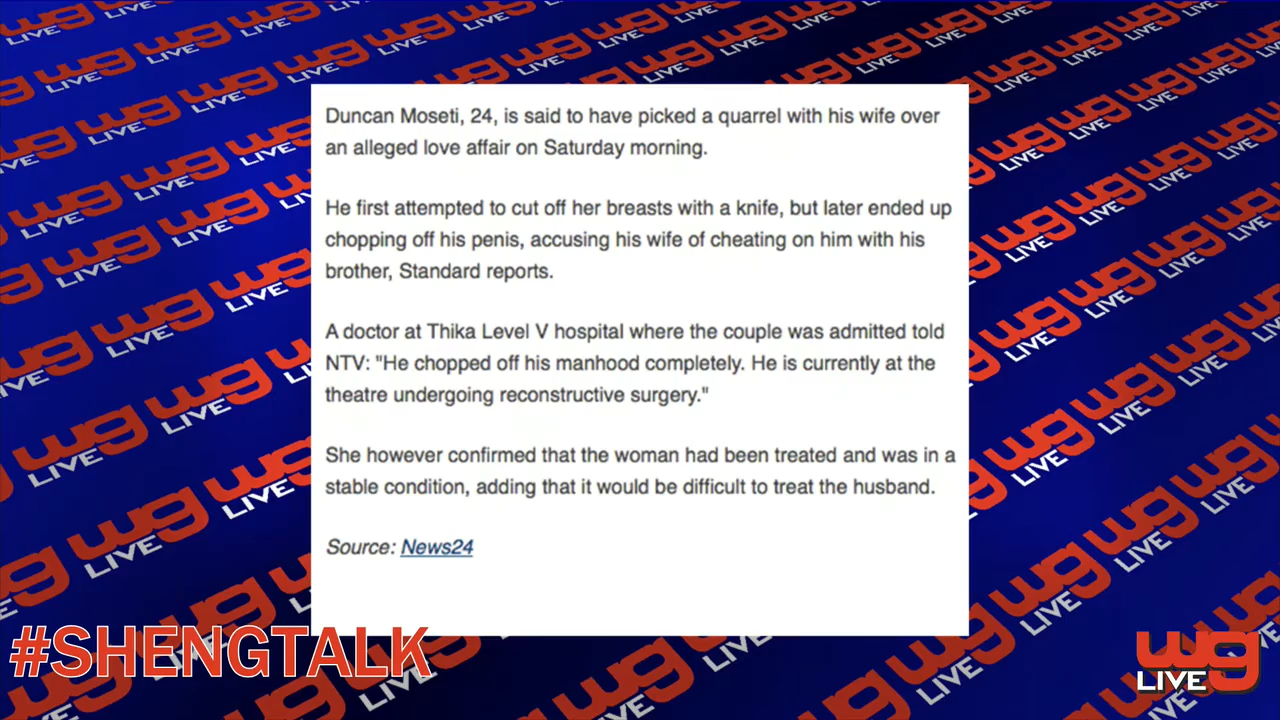 Duncan Moseti, 24, is said to have picked a quarrel with his wife over
an alleged love affair on Saturday morning.
He first attempted to cut off her breasts with a knife, but later ended up
chopping off his penis, accusing his wife of cheating on him with his
brother, Standard reports.
A doctor at Thika Level V hospital where the couple was admitted told
NTV: "He chopped off his manhood completely. He is currently at the
theatre undergoing reconstructive surgery."
She however confirmed that the woman had been treated and was in a
stable condition, adding that it would be difficult to treat the husband.
Source: News24
#SHENGTALK
wg
LIVE